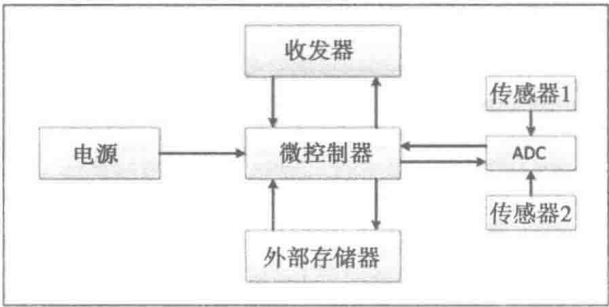 收发器
传感器1
电源
微控制器
ADC
传感器2
外部存储器